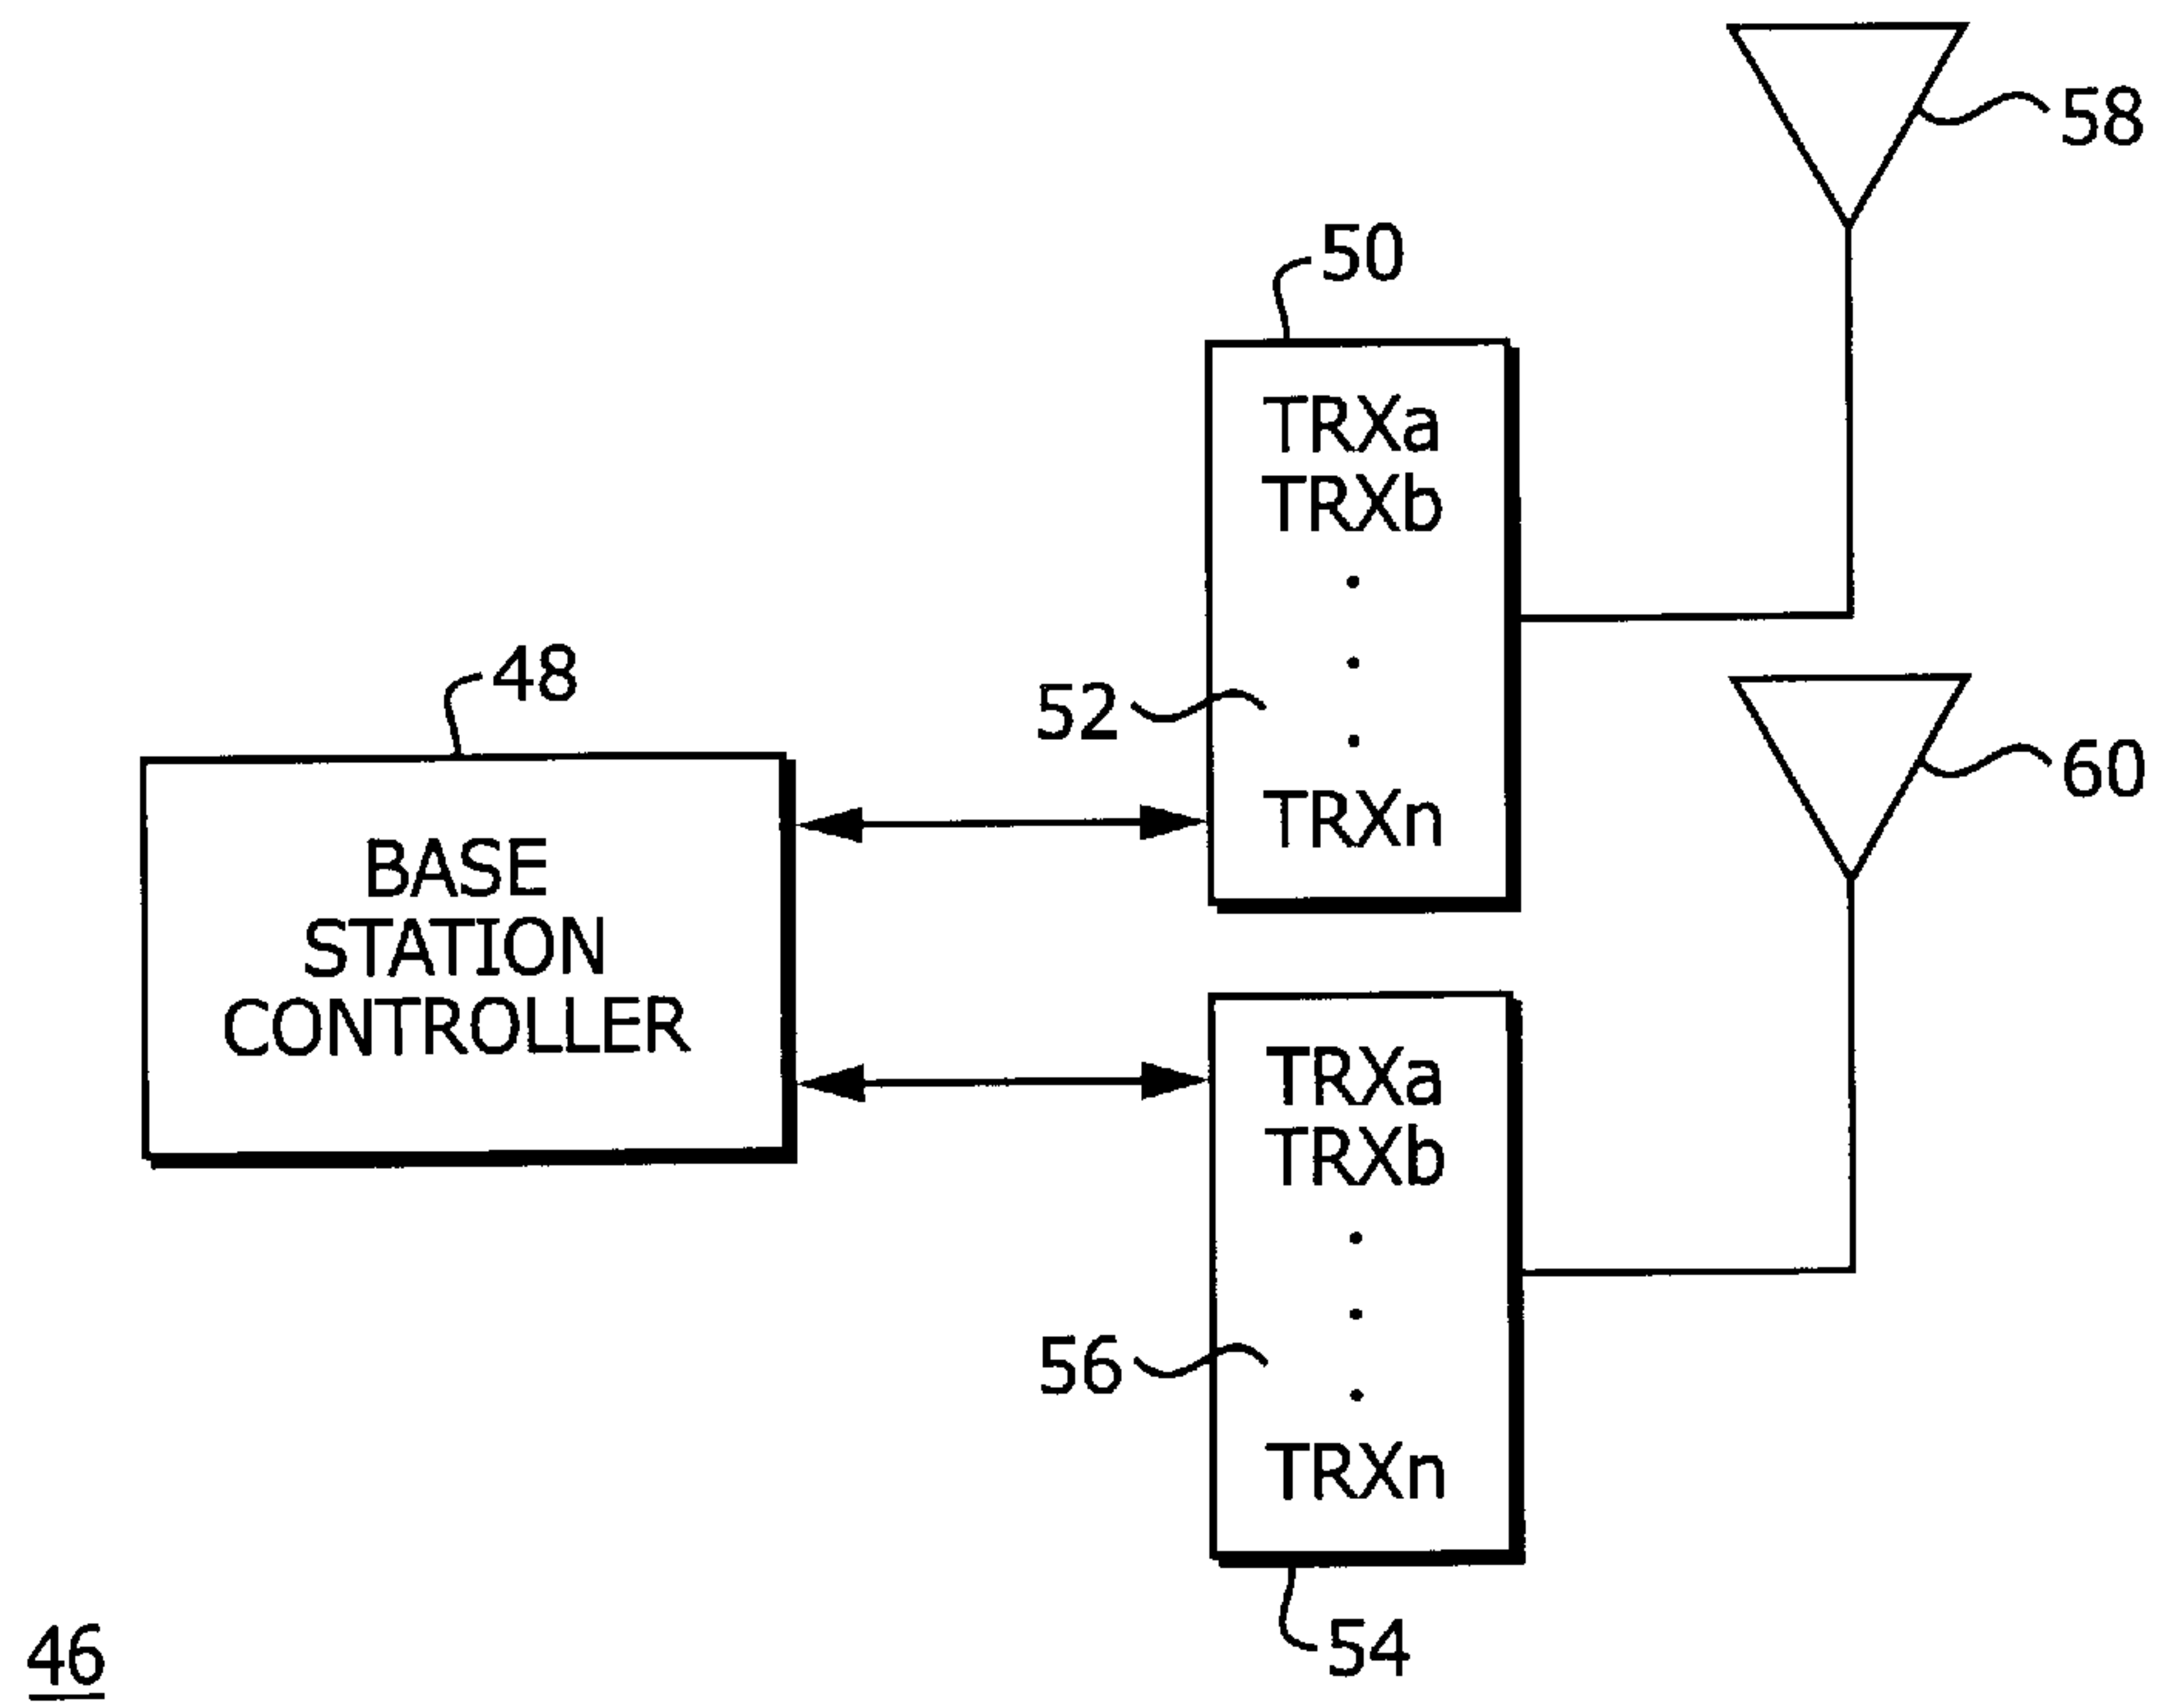 58
50
TRXa
TRXb
52
TRXn
48
BASE
STATION
CONTROLLER
60
TRXa
TRXb
56
TRXn
54
46